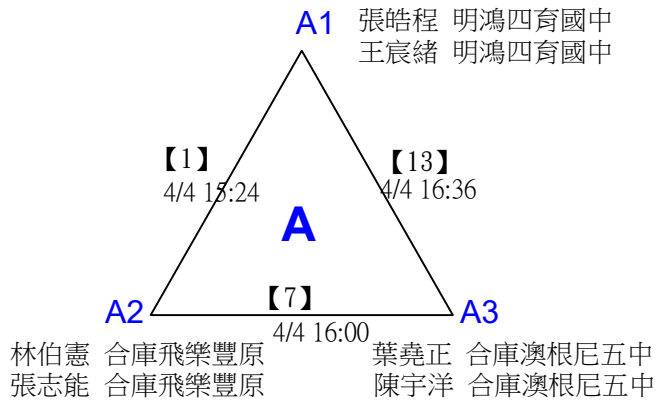 A1 張皓程 明鴻四育國中
王宸緒 明鴻四育國中
【1】
4/4 15:24
【13】
4/4 16:36
A
【7】
4/4 16:00
A2
A3
林伯憲 合庫飛樂豐原
張志能 合庫飛樂豐原
葉堯正 合庫澳根尼五中
陳宇洋 合庫澳根尼五中